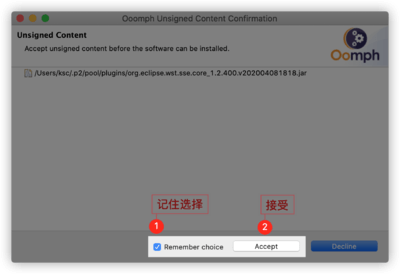 Oomph Unsigned Content Confirmation
Unsigned Content
Accept unsigned content before the software can be installed.
Oomph
/Users/ksc/.p2/pool/plugins/org.eclipse.wst.sse.core_1.2.400.v202004081818.jar
记住选择
接受
1
2
Remember choice
Accept
Decline